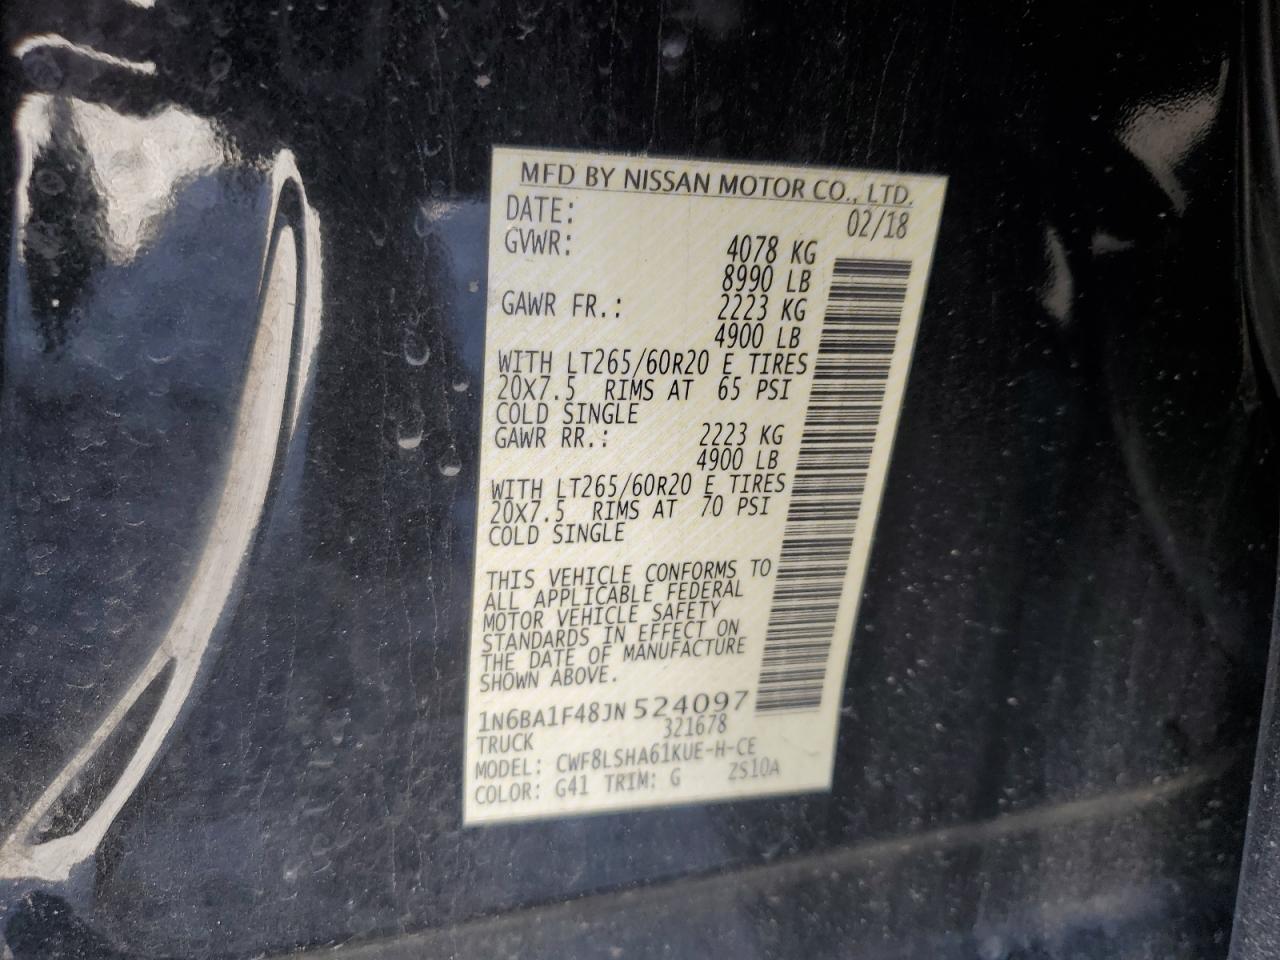 MFD BY NISSAN MOTOR CO., LTD.
DATE: 02/18
GVWR: 4078 KG
8990 LB
GAWR FR.: 2223 KG
4900 LB
WITH LT265/60R20 E TIRES
20X7.5 RIMS AT 65 PSI
COLD SINGLE
GAWR RR.: 2223 KG
4900 LB
WITH LT265/60R20 E TIRES
20X7.5 RIMS AT 70 PSI
COLD SINGLE
THIS VEHICLE CONFORMS TO
ALL APPLICABLE FEDERAL
MOTOR VEHICLE SAFETY
STANDARDS IN EFFECT ON
THE DATE OF MANUFACTURE
SHOWN ABOVE.
1N6BA1F48JN524097
TRUCK 321678
MODEL: CWF8LSHA61KUE-H-CE
COLOR: G41 TRIM: G ZS10A